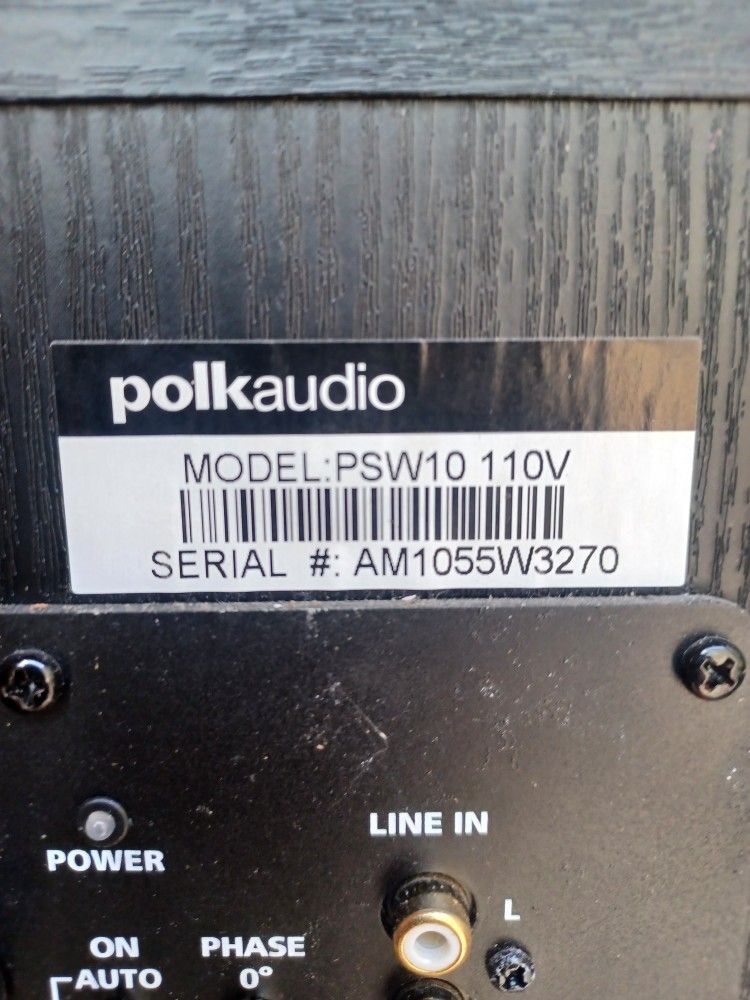 polkaudio
MODEL:PSW10 110V
SERIAL #: AM1055W3270
LINE IN
POWER
L
ON
PHASE
AUTO
0°